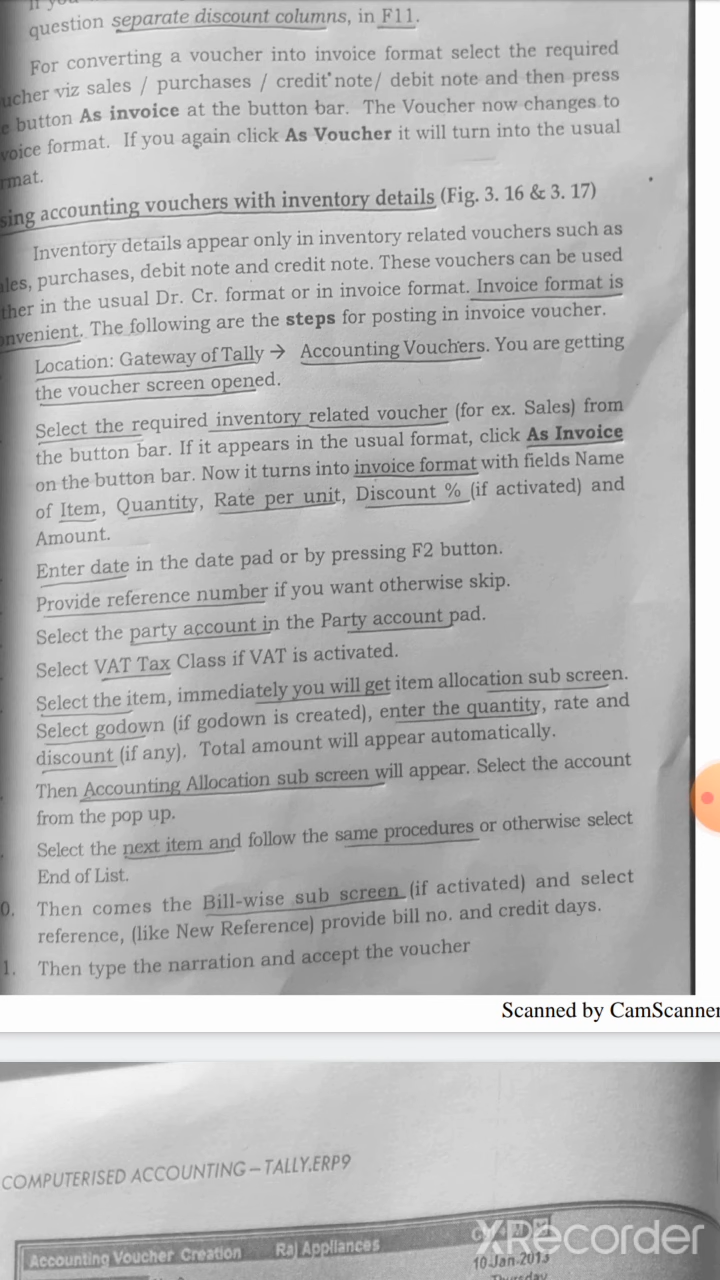 question separate discount columns, in F11.
For converting a voucher into invoice format select the required
ucher viz sales / purchases / credit note/ debit note and then press
e button As invoice at the button bar. The Voucher now changes to
voice format. If you again click As Voucher it will turn into the usual
rmat.
sing accounting vouchers with inventory details (Fig. 3. 16 & 3. 17)
Inventory details appear only in inventory related vouchers such as
ales, purchases, debit note and credit note. These vouchers can be used
ther in the usual Dr. Cr. format or in invoice format. Invoice format is
onvenient. The following are the steps for posting in invoice voucher.
Location: Gateway of Tally → Accounting Vouchers. You are getting
the voucher screen opened.
Select the required inventory related voucher (for ex. Sales) from
the button bar. If it appears in the usual format, click As Invoice
on the button bar. Now it turns into invoice format with fields Name
of Item, Quantity, Rate per unit, Discount % (if activated) and
Amount.
Enter date in the date pad or by pressing F2 button.
Provide reference number if you want otherwise skip.
Select the party account in the Party account pad.
Select VAT Tax Class if VAT is activated.
Select the item, immediately you will get item allocation sub screen.
Select godown (if godown is created), enter the quantity, rate and
discount (if any). Total amount will appear automatically.
Then Accounting Allocation sub screen will appear. Select the account
from the pop up.
Select the next item and follow the same procedures or otherwise select
End of List.
0. Then comes the Bill-wise sub screen (if activated) and select
reference, (like New Reference) provide bill no. and credit days.
1. Then type the narration and accept the voucher
Scanned by CamScanner
COMPUTERISED ACCOUNTING – TALLY.ERP9
XRecorder
Accounting Voucher Creation Raj Appliances
10-Jan-2013
Thursday